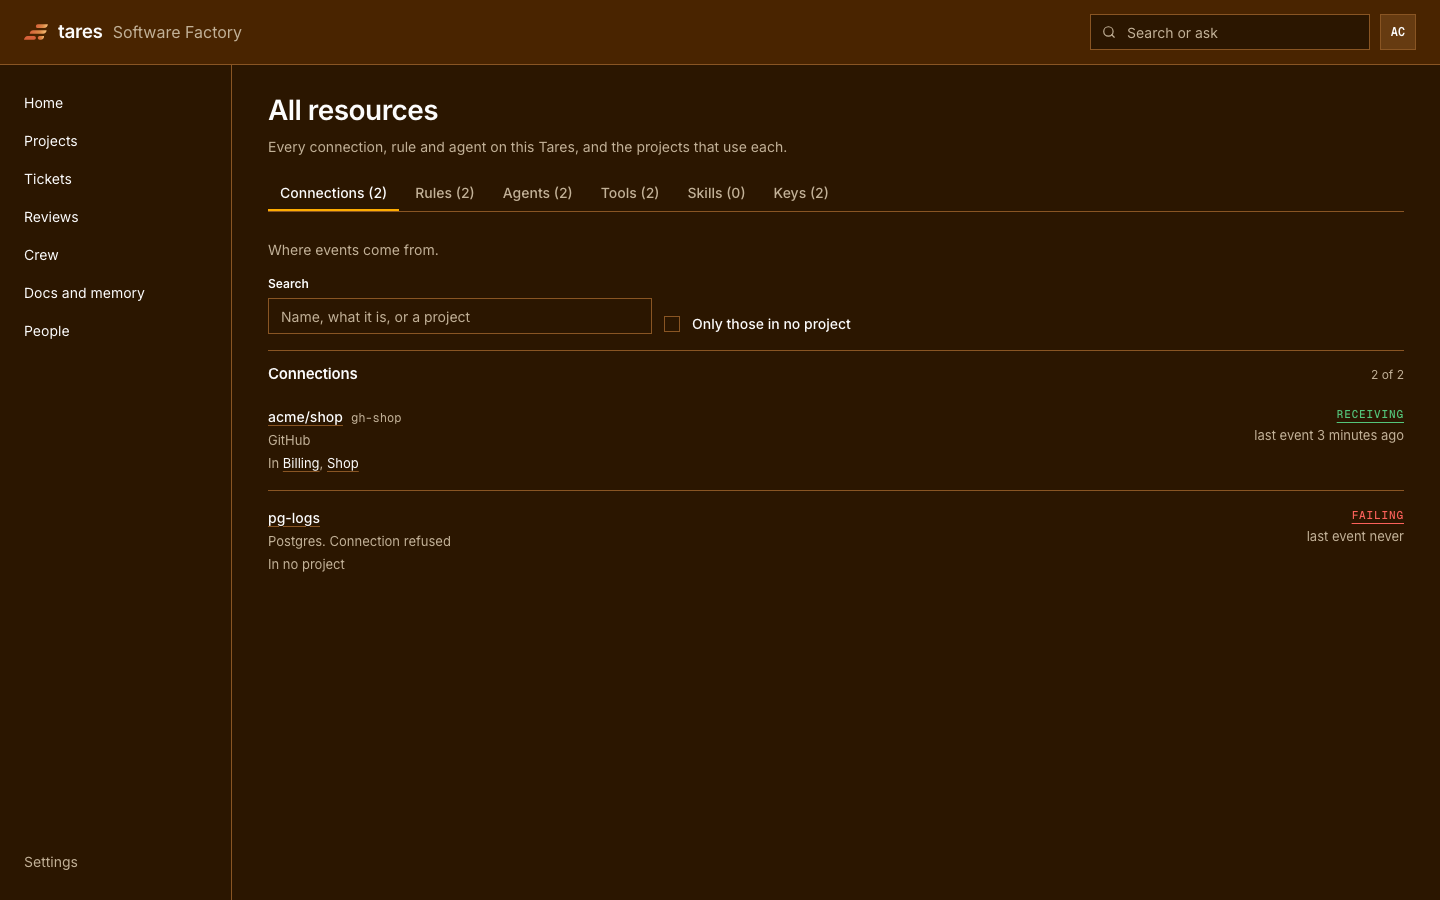 tares Software Factory
Search or ask
AC
Home
Projects
Tickets
Reviews
Crew
Docs and memory
People
Settings
All resources
Every connection, rule and agent on this Tares, and the projects that use each.
Connections (2) Rules (2) Agents (2) Tools (2) Skills (0) Keys (2)
Where events come from.
Search
Name, what it is, or a project
Only those in no project
Connections
2 of 2
acme/shop gh-shop
RECEIVING
GitHub
last event 3 minutes ago
In Billing, Shop
pg-logs
FAILING
Postgres. Connection refused
last event never
In no project